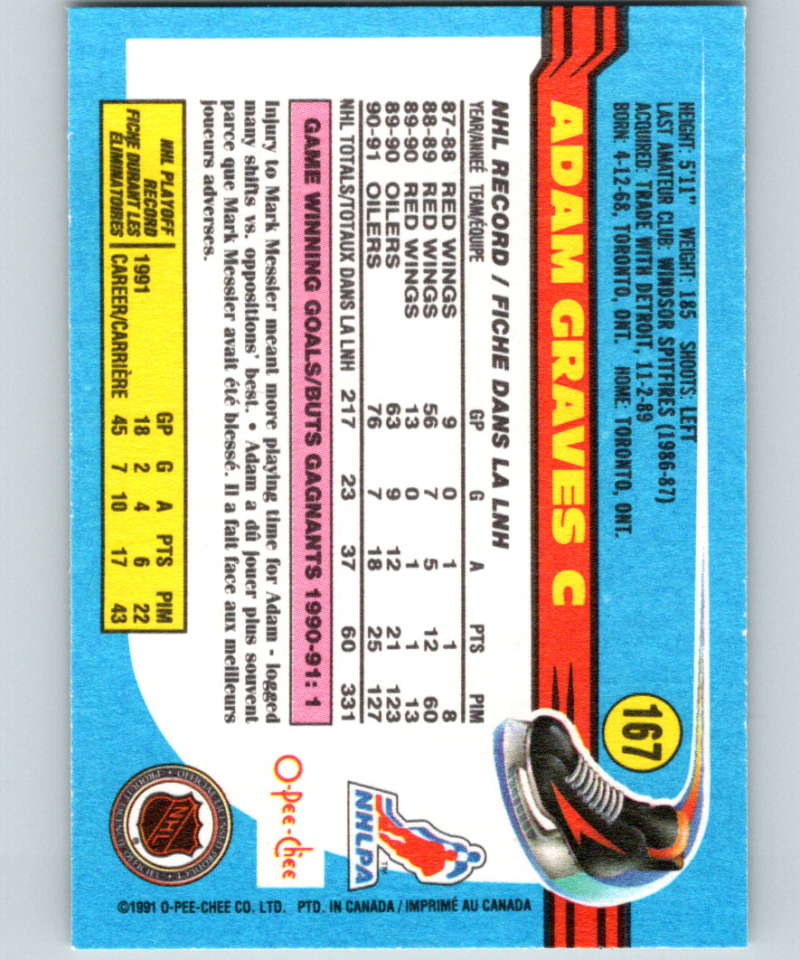 167
HEIGHT: 5'11" WEIGHT: 185 SHOOTS: LEFT
LAST AMATEUR CLUB: WINDSOR SPITFIRES (1986-87)
ACQUIRED: TRADE WITH DETROIT, 11-2-89
BORN: 4-12-68, TORONTO, ONT. HOME: TORONTO, ONT.
ADAM GRAVES C
NHL RECORD / FICHE DANS LA LNH
YEAR/ANNÉE TEAM/ÉQUIPE GP G A PTS PIM
87-88 RED WINGS 9 0 1 1 8
88-89 RED WINGS 56 7 5 12 60
89-90 RED WINGS 13 0 1 1 13
89-90 OILERS 63 9 12 21 123
90-91 OILERS 76 7 18 25 127
NHL TOTALS/TOTAUX DANS LA LNH 217 23 37 60 331
GAME WINNING GOALS/BUTS GAGNANTS 1990-91: 1
Injury to Mark Messier meant more playing time for Adam - logged
many shifts vs. oppositions' best. • Adam a dû jouer plus souvent
parce que Mark Messier avait été blessé. Il a fait face aux meilleurs
joueurs adverses.
NHL PLAYOFF
RECORD
FICHE DURANT LES
ÉLIMINATOIRES
GP G A PTS PIM
1991 18 2 4 6 22
CAREER/CARRIÈRE 45 7 10 17 43
NHLPA
TM
O-Pee-Chee
NHL
OFFICIAL LICENSED PRODUCT
©1991 O-PEE-CHEE CO. LTD. PTD. IN CANADA / IMPRIMÉ AU CANADA